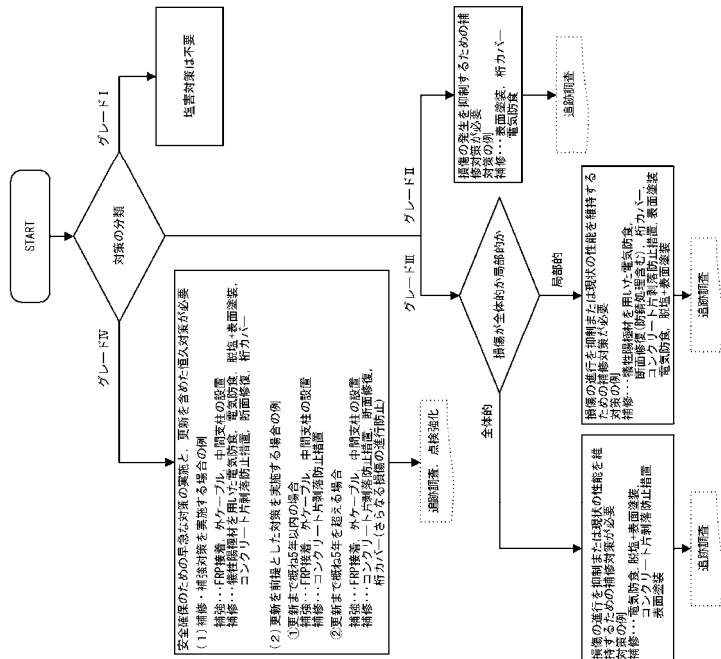 START
対策の分類
グレードⅠ
塩害対策は不要
グレードⅣ
安全確保のための早急な対策の実施と、更新を含めた恒久対策が必要
(1)補修・補強対策を実施する場合の例
補強･･･FRP接着、外ケーブル、中間支柱の設置
補修･･･犠牲陽極材を用いた電気防食、電気防食、脱塩+表面塗装、
コンクリート片剥落防止措置、断面修復、桁カバー
(2)更新を前提とした対策を実施する場合の例
①更新まで概ね5年以内の場合
補強･･･FRP接着、外ケーブル、中間支柱の設置
補修･･･コンクリート片剥落防止措置
②更新まで概ね5年を超える場合
補強･･･FRP接着、外ケーブル、中間支柱の設置
補修･･･コンクリート片剥落防止措置、断面修復、
桁カバー(さらなる損傷の進行防止)
追跡調査、点検強化
グレードⅢ
グレードⅡ
損傷の発生を抑制するための補
修対策が必要
対策の例
補修･･･表面塗装、桁カバー
電気防食
追跡調査
損傷が全体的か局部的か
全体的
局部的
損傷の進行を抑制または現状の性能を維
持するための補修対策が必要
対策の例
補修･･･電気防食、脱塩+表面塗装、
コンクリート片剥落防止措置
表面塗装
追跡調査
損傷の進行を抑制または現状の性能を維持する
ための補修対策が必要
対策の例
補修･･･犠牲陽極材を用いた電気防食、
断面修復(防錆処理含む)、桁カバー、
コンクリート片剥落防止措置、表面塗装
電気防食、脱塩+表面塗装
追跡調査